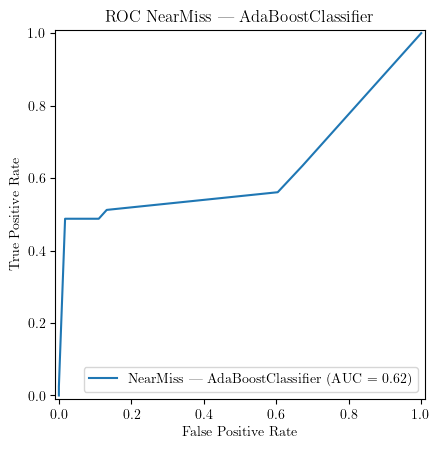 ROC NearMiss — AdaBoostClassifier
True Positive Rate
1.0
0.8
0.6
0.4
0.2
0.0
NearMiss — AdaBoostClassifier (AUC = 0.62)
0.0 0.2 0.4 0.6 0.8 1.0
False Positive Rate